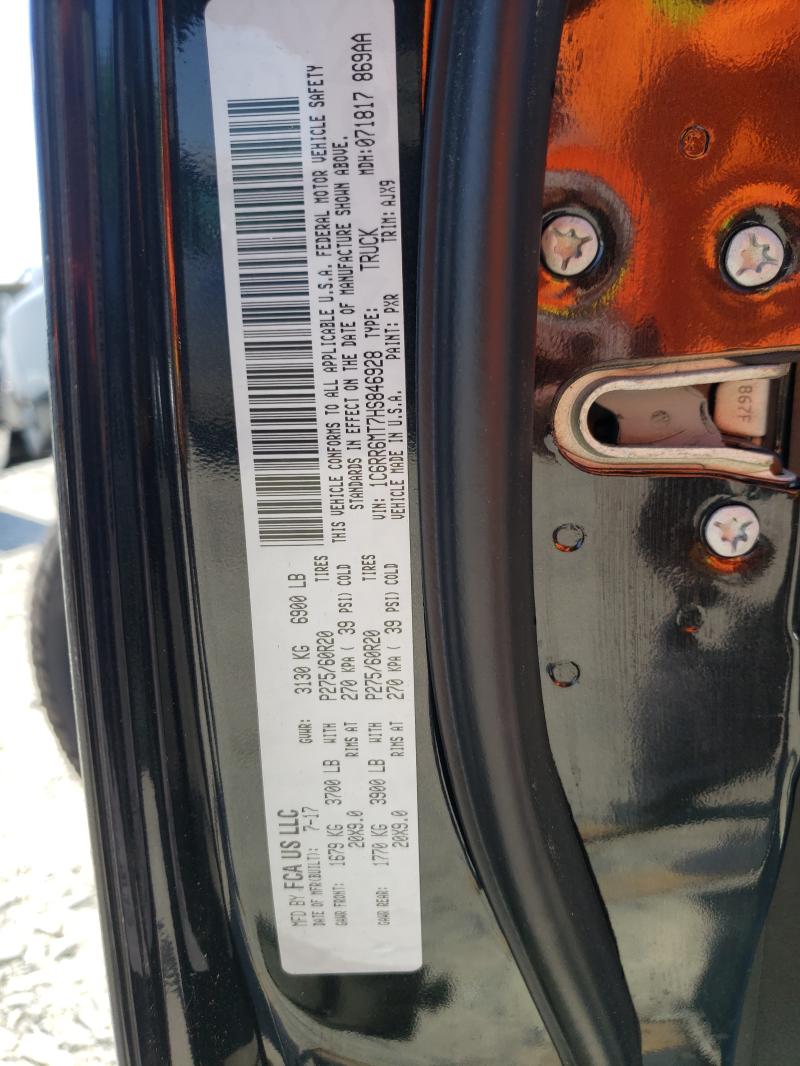 MFD BY FCA US LLC
DATE OF MFR(BUILT): 7-17 GVWR: 3130 KG 6900 LB
GAWR FRONT: 1679 KG 3700 LB WITH P275/60R20 TIRES
20X9.0 RIMS AT 270 KPA ( 39 PSI) COLD
GAWR REAR: 1770 KG 3900 LB WITH P275/60R20 TIRES
20X9.0 RIMS AT 270 KPA ( 39 PSI) COLD
THIS VEHICLE CONFORMS TO ALL APPLICABLE U.S.A. FEDERAL MOTOR VEHICLE SAFETY
STANDARDS IN EFFECT ON THE DATE OF MANUFACTURE SHOWN ABOVE.
VIN: 1C6RR6MT7HS846928 TYPE: TRUCK MDH:071817 869AA
VEHICLE MADE IN U.S.A. PAINT: PXR TRIM: AJX9
867F